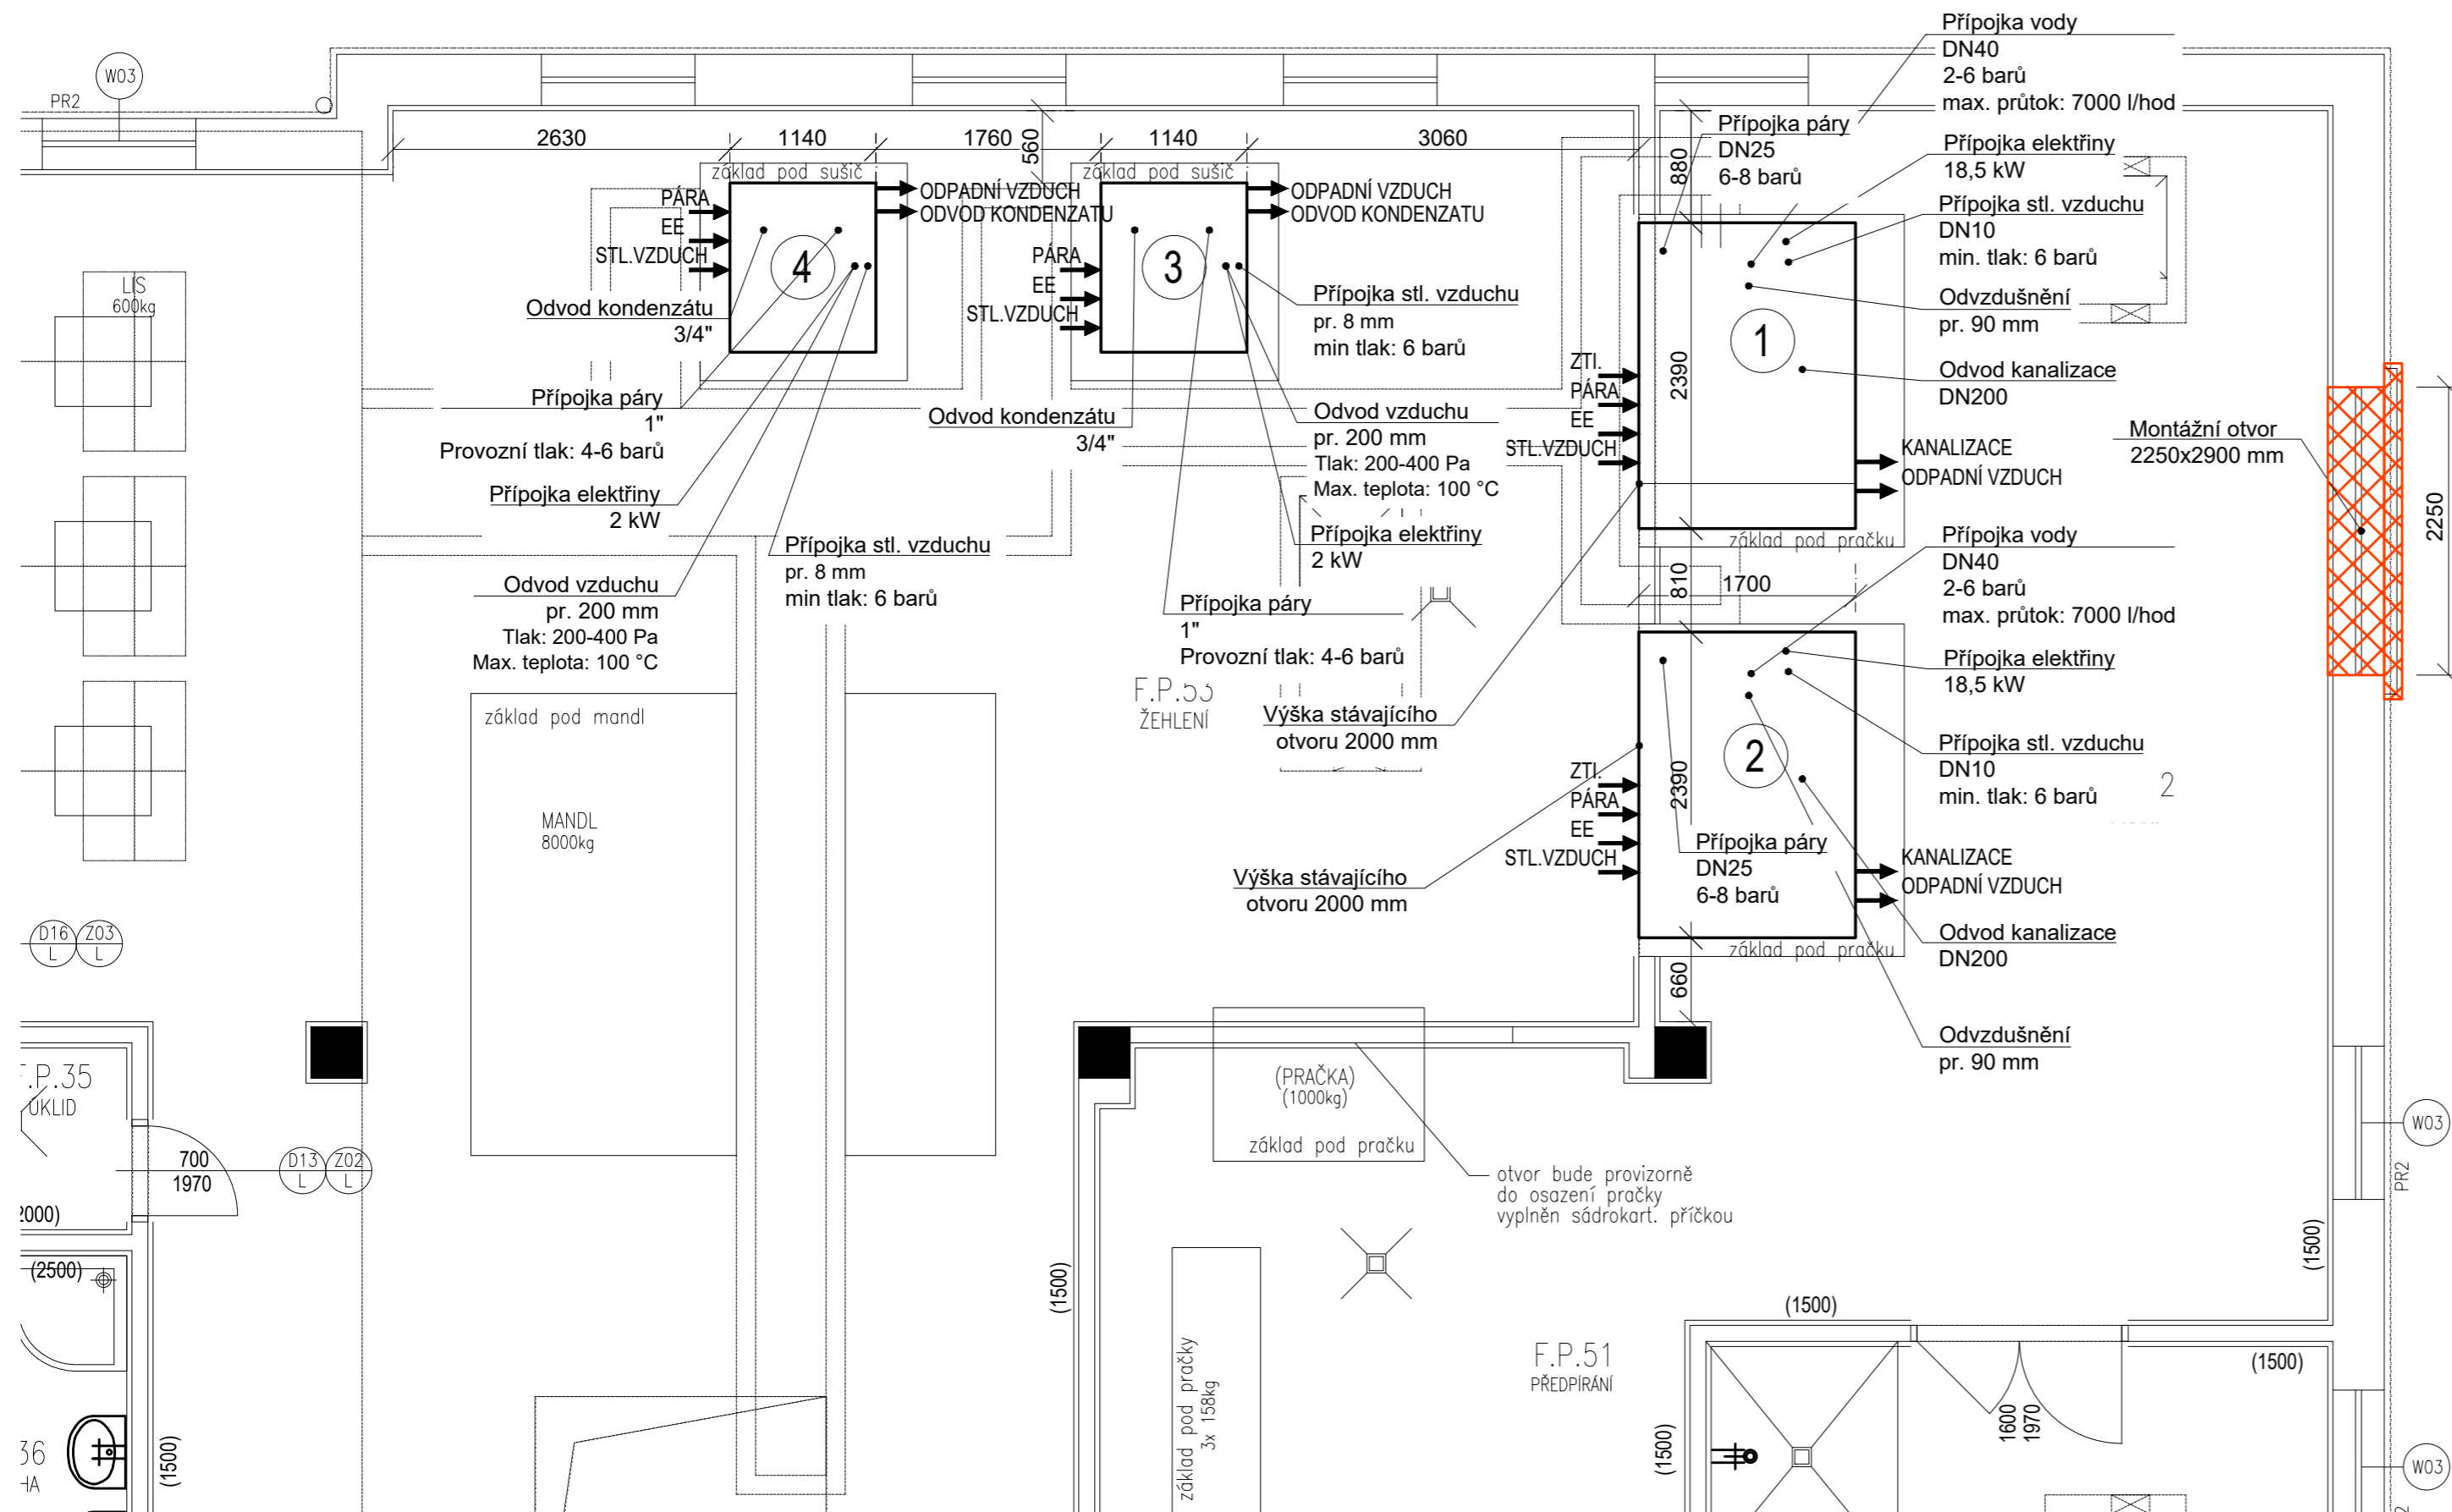 W03
PR2
2630
1140
1760
560
1140
3060
880
Přípojka vody
DN40
2-6 barů
max. průtok: 7000 l/hod
Přípojka páry
DN25
6-8 barů
Přípojka elektřiny
18,5 kW
Přípojka stl. vzduchu
DN10
min. tlak: 6 barů
Odvzdušnění
pr. 90 mm
Odvod kanalizace
DN200
základ pod sušič
PÁRA
EE
STL.VZDUCH
4
ODPADNÍ VZDUCH
ODVOD KONDENZATU
základ pod sušič
PÁRA
EE
STL.VZDUCH
3
ODPADNÍ VZDUCH
ODVOD KONDENZATU
1
2390
ZTI.
PÁRA
EE
STL.VZDUCH
KANALIZACE
ODPADNÍ VZDUCH
základ pod pračku
LIS
600kg
Odvod kondenzátu
3/4"
Přípojka páry
1"
Provozní tlak: 4-6 barů
Přípojka elektřiny
2 kW
Odvod vzduchu
pr. 200 mm
Tlak: 200-400 Pa
Max. teplota: 100 °C
Přípojka stl. vzduchu
pr. 8 mm
min tlak: 6 barů
Odvod kondenzátu
3/4"
Přípojka stl. vzduchu
pr. 8 mm
min tlak: 6 barů
Odvod vzduchu
pr. 200 mm
Tlak: 200-400 Pa
Max. teplota: 100 °C
Přípojka elektřiny
2 kW
Přípojka páry
1"
Provozní tlak: 4-6 barů
F.P.53
ŽEHLENÍ
Výška stávajícího
otvoru 2000 mm
Montážní otvor
2250x2900 mm
2250
810
1700
Přípojka vody
DN40
2-6 barů
max. průtok: 7000 l/hod
Přípojka elektřiny
18,5 kW
Přípojka stl. vzduchu
DN10
min. tlak: 6 barů
2
2
2390
ZTI.
PÁRA
EE
STL.VZDUCH
Přípojka páry
DN25
6-8 barů
KANALIZACE
ODPADNÍ VZDUCH
Výška stávajícího
otvoru 2000 mm
základ pod pračku
Odvod kanalizace
DN200
Odvzdušnění
pr. 90 mm
660
základ pod mandl
MANDL
8000kg
D16
L
Z03
L
F.P.35
ÚKLID
700
1970
D13
L
Z02
L
2000)
(2500)
(1500)
36
HA
(PRAČKA)
(1000kg)
základ pod pračku
otvor bude provizorně
do osazení pračky
vyplněn sádrokart. příčkou
(1500)
základ pod pračky
3x 158kg
F.P.51
PŘEDPÍRÁNÍ
(1500)
(1500)
1600
1970
(1500)
(1500)
W03
PR2
W03